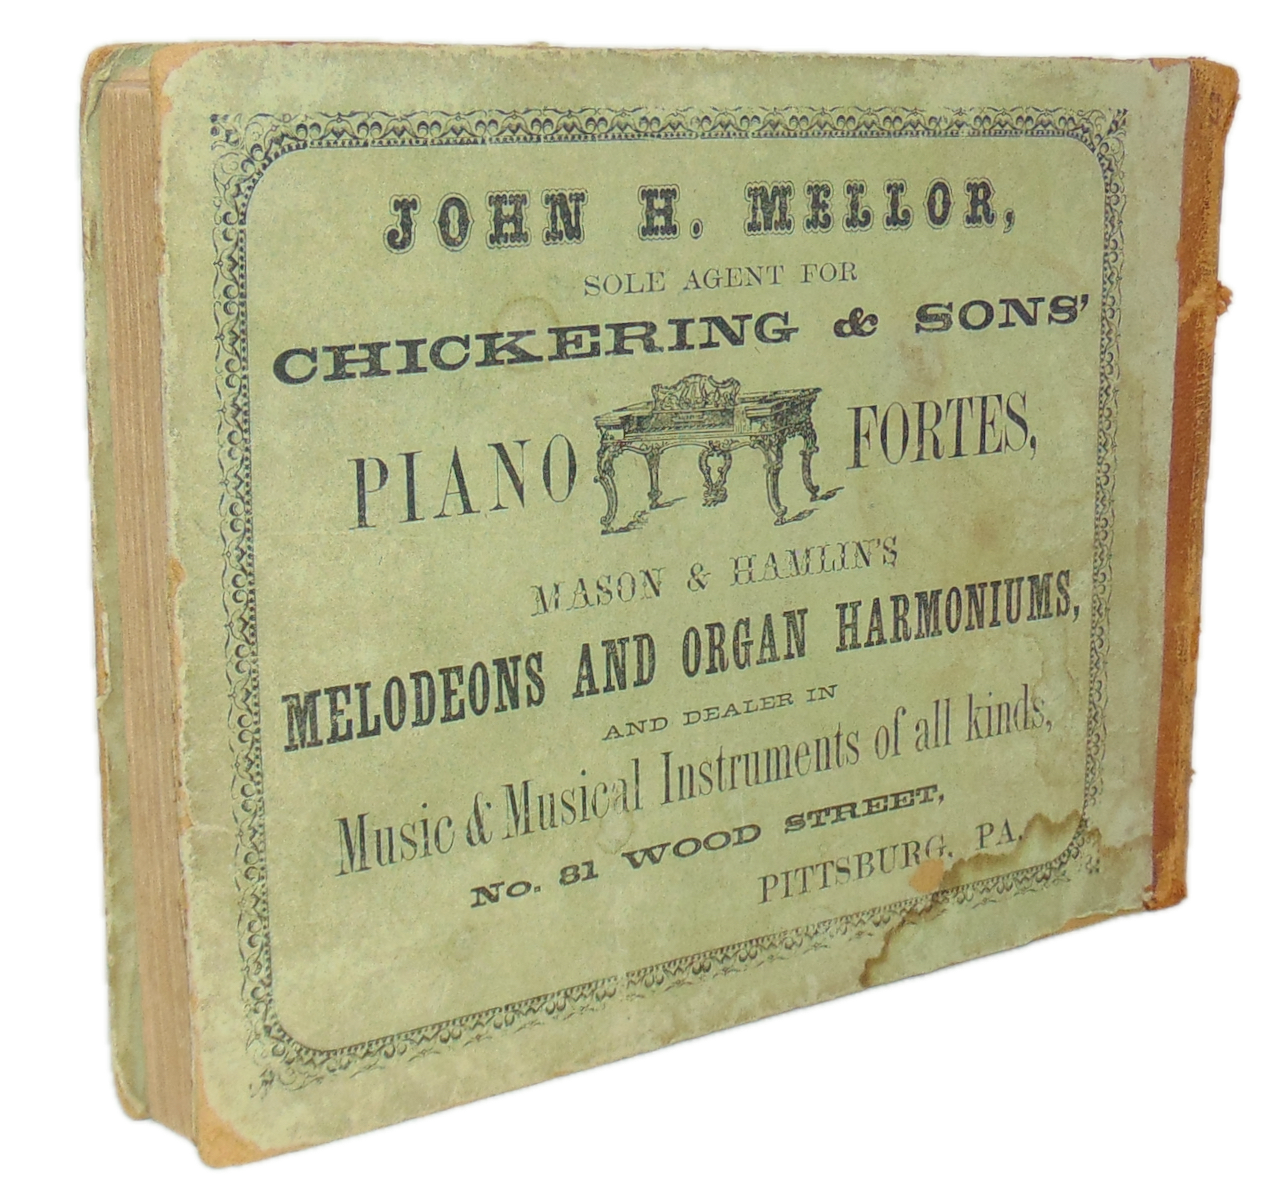 JOHN H. MELLOR,
SOLE AGENT FOR
CHICKERING & SONS'
PIANO FORTES,
MASON & HAMLIN'S
MELODEONS AND ORGAN HARMONIUMS,
AND DEALER IN
Music & Musical Instruments of all kinds,
No. 81 WOOD STREET,
PITTSBURG, PA.